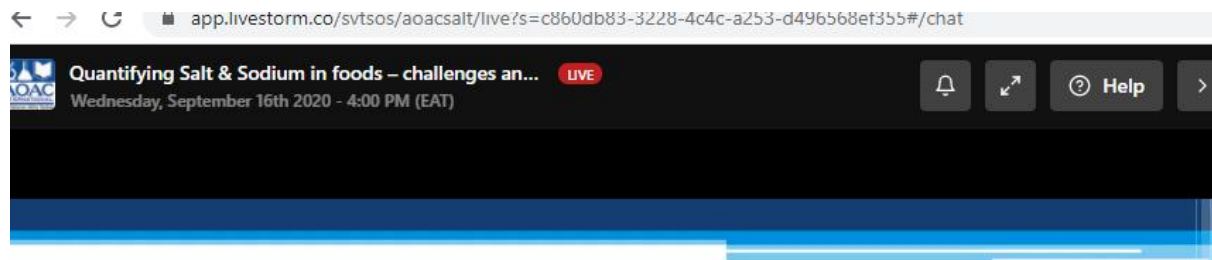 app.livestorm.co/svtsos/aoacsalt/live?s=c860db83-3228-4c4c-a253-d496568ef355#/chat
Quantifying Salt & Sodium in foods – challenges an... LIVE
Wednesday, September 16th 2020 - 4:00 PM (EAT)
AOAC
Help